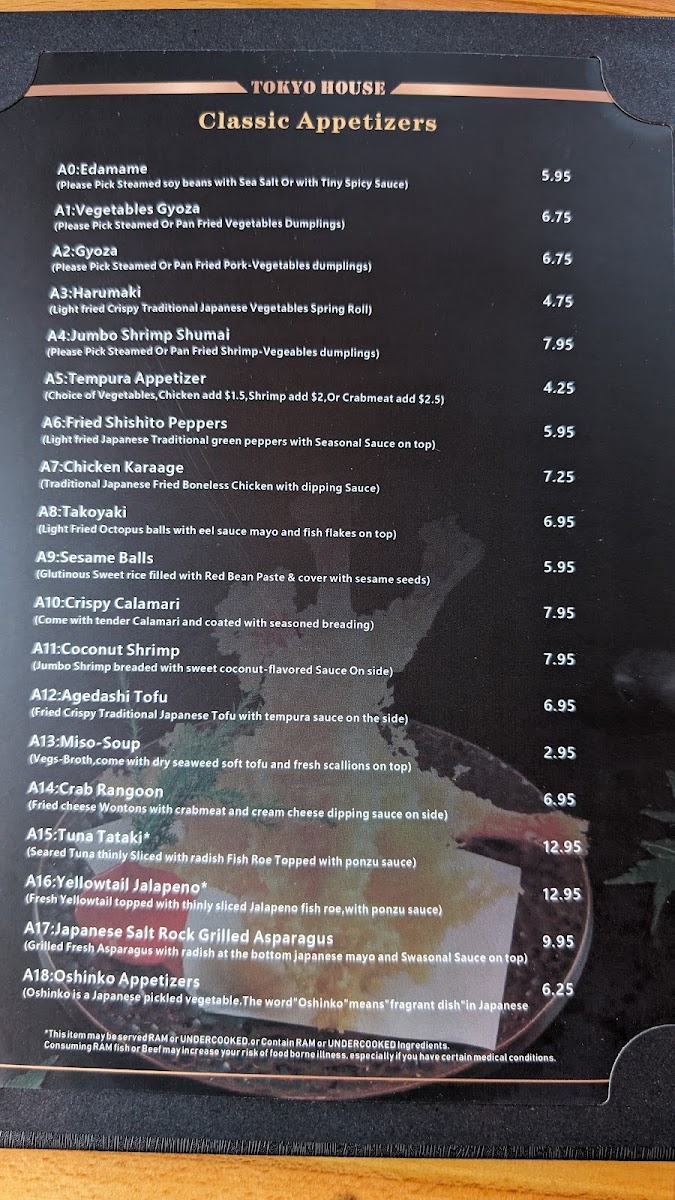 TOKYO HOUSE
Classic Appetizers
A0:Edamame 5.95
(Please Pick Steamed soy beans with Sea Salt Or with Tiny Spicy Sauce)
A1:Vegetables Gyoza 6.75
(Please Pick Steamed Or Pan Fried Vegetables Dumplings)
A2:Gyoza 6.75
(Please Pick Steamed Or Pan Fried Pork-Vegetables dumplings)
A3:Harumaki 4.75
(Light fried Crispy Traditional Japanese Vegetables Spring Roll)
A4:Jumbo Shrimp Shumai 7.95
(Please Pick Steamed Or Pan Fried Shrimp-Vegeables dumplings)
A5:Tempura Appetizer 4.25
(Choice of Vegetables,Chicken add $1.5,Shrimp add $2,Or Crabmeat add $2.5)
A6:Fried Shishito Peppers 5.95
(Light fried Japanese Traditional green peppers with Seasonal Sauce on top)
A7:Chicken Karaage 7.25
(Traditional Japanese Fried Boneless Chicken with dipping Sauce)
A8:Takoyaki 6.95
(Light Fried Octopus balls with eel sauce mayo and fish flakes on top)
A9:Sesame Balls 5.95
(Glutinous Sweet rice filled with Red Bean Paste & cover with sesame seeds)
A10:Crispy Calamari 7.95
(Come with tender Calamari and coated with seasoned breading)
A11:Coconut Shrimp 7.95
(Jumbo Shrimp breaded with sweet coconut-flavored Sauce On side)
A12:Agedashi Tofu 6.95
(Fried Crispy Traditional Japanese Tofu with tempura sauce on the side)
A13:Miso-Soup 2.95
(Vegs-Broth,come with dry seaweed soft tofu and fresh scallions on top)
A14:Crab Rangoon 6.95
(Fried cheese Wontons with crabmeat and cream cheese dipping sauce on side)
A15:Tuna Tataki* 12.95
(Seared Tuna thinly Sliced with radish Fish Roe Topped with ponzu sauce)
A16:Yellowtail Jalapeno* 12.95
(Fresh Yellowtail topped with thinly sliced Jalapeno fish roe,with ponzu sauce)
A17:Japanese Salt Rock Grilled Asparagus 9.95
(Grilled Fresh Asparagus with radish at the bottom japanese mayo and Swasonal Sauce on top)
A18:Oshinko Appetizers 6.25
(Oshinko is a Japanese pickled vegetable.The word"Oshinko"means"fragrant dish"in Japanese
*This item may be served RAM or UNDERCOOKED.or Contain RAM or UNDERCOOKED Ingredients.
Consuming RAM fish or Beef may increase your risk of food borne illness, especially if you have certain medical conditions.